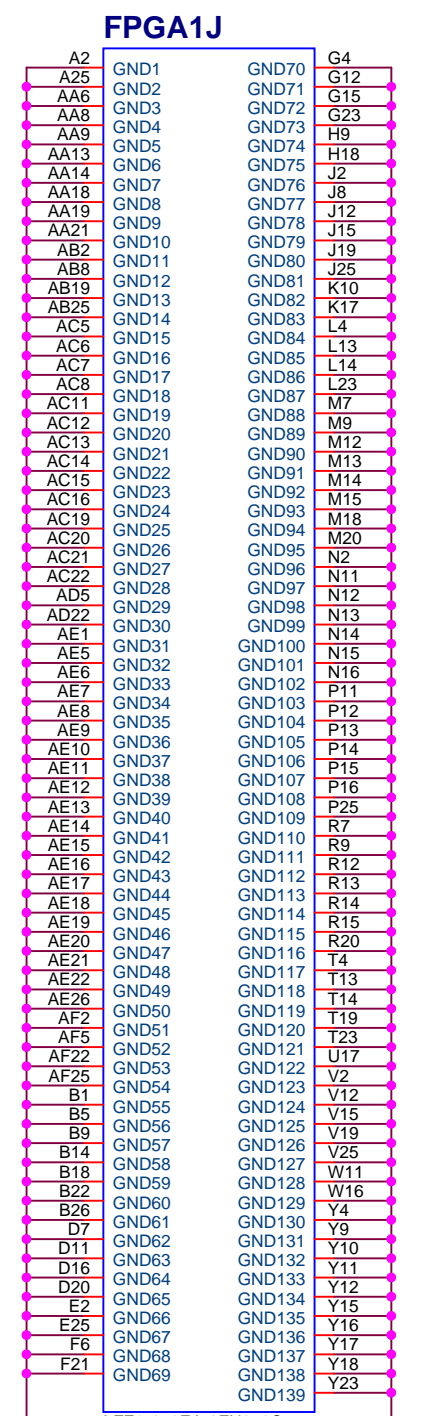 FPGA1J
A2 GND1 GND70 G4
A25 GND2 GND71 G12
AA6 GND3 GND72 G15
AA8 GND4 GND73 G23
AA9 GND5 GND74 H9
AA13 GND6 GND75 H18
AA14 GND7 GND76 J2
AA18 GND8 GND77 J8
AA19 GND9 GND78 J12
AA21 GND10 GND79 J15
AB2 GND11 GND80 J19
AB8 GND12 GND81 J25
AB19 GND13 GND82 K10
AB25 GND14 GND83 K17
AC5 GND15 GND84 L4
AC6 GND16 GND85 L13
AC7 GND17 GND86 L14
AC8 GND18 GND87 L23
AC11 GND19 GND88 M7
AC12 GND20 GND89 M9
AC13 GND21 GND90 M12
AC14 GND22 GND91 M13
AC15 GND23 GND92 M14
AC16 GND24 GND93 M15
AC19 GND25 GND94 M18
AC20 GND26 GND95 M20
AC21 GND27 GND96 N2
AC22 GND28 GND97 N11
AD5 GND29 GND98 N12
AD22 GND30 GND99 N13
AE1 GND31 GND100 N14
AE5 GND32 GND101 N15
AE6 GND33 GND102 N16
AE7 GND34 GND103 P11
AE8 GND35 GND104 P12
AE9 GND36 GND105 P13
AE10 GND37 GND106 P14
AE11 GND38 GND107 P15
AE12 GND39 GND108 P16
AE13 GND40 GND109 P25
AE14 GND41 GND110 R7
AE15 GND42 GND111 R9
AE16 GND43 GND112 R12
AE17 GND44 GND113 R13
AE18 GND45 GND114 R14
AE19 GND46 GND115 R15
AE20 GND47 GND116 R20
AE21 GND48 GND117 T4
AE22 GND49 GND118 T13
AE26 GND50 GND119 T14
AF2 GND51 GND120 T19
AF5 GND52 GND121 T23
AF22 GND53 GND122 U17
AF25 GND54 GND123 V2
B1 GND55 GND124 V12
B5 GND56 GND125 V15
B9 GND57 GND126 V19
B14 GND58 GND127 V25
B18 GND59 GND128 W11
B22 GND60 GND129 W16
B26 GND61 GND130 Y4
D7 GND62 GND131 Y9
D11 GND63 GND132 Y10
D16 GND64 GND133 Y11
D20 GND65 GND134 Y12
E2 GND66 GND135 Y15
E25 GND67 GND136 Y16
F6 GND68 GND137 Y17
F21 GND69 GND138 Y18
GND139 Y23